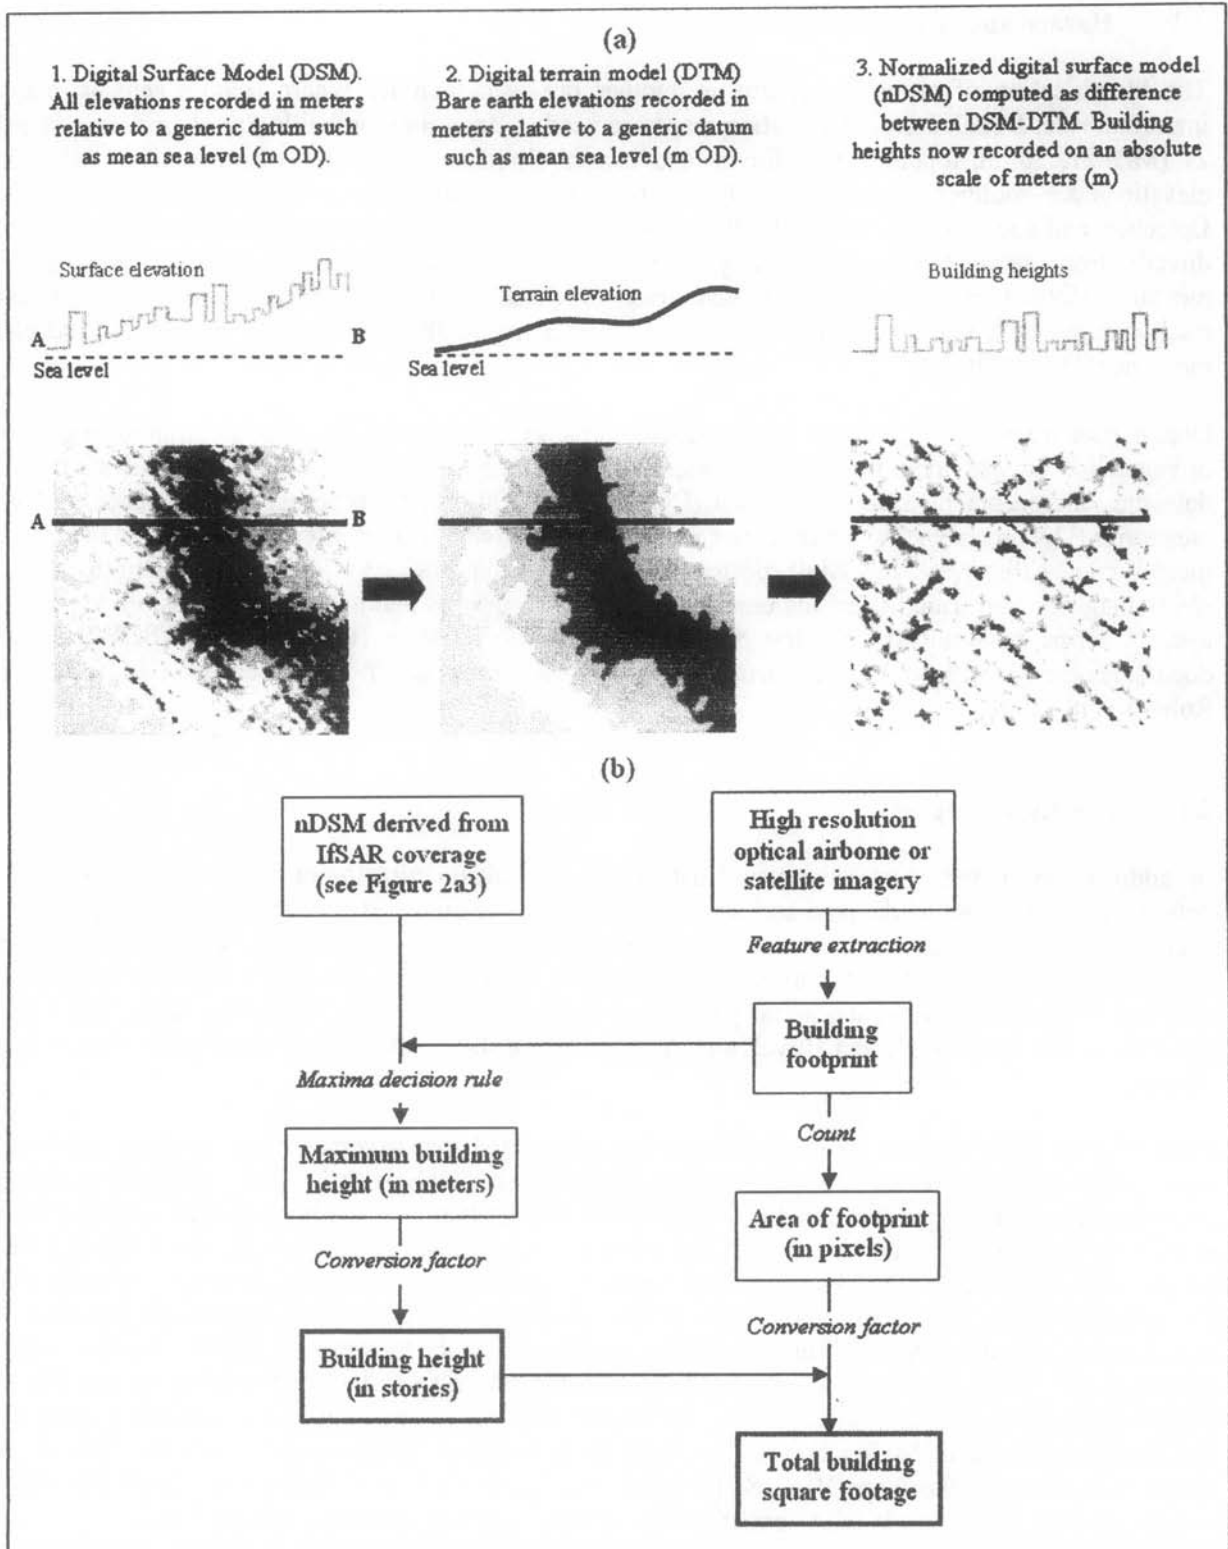 (a)
1. Digital Surface Model (DSM).
All elevations recorded in meters
relative to a generic datum such
as mean sea level (m OD).
2. Digital terrain model (DTM)
Bare earth elevations recorded in
meters relative to a generic datum
such as mean sea level (m OD).
3. Normalized digital surface model
(nDSM) computed as difference
between DSM-DTM. Building
heights now recorded on an absolute
scale of meters (m)
Surface elevation
A
B
Sea level
Terrain elevation
Sea level
Building heights
A
B
(b)
nDSM derived from
IfSAR coverage
(see Figure 2a3)
High resolution
optical airborne or
satellite imagery
Feature extraction
Building
footprint
Maxima decision rule
Count
Maximum building
height (in meters)
Area of footprint
(in pixels)
Conversion factor
Conversion factor
Building height
(in stories)
Total building
square footage